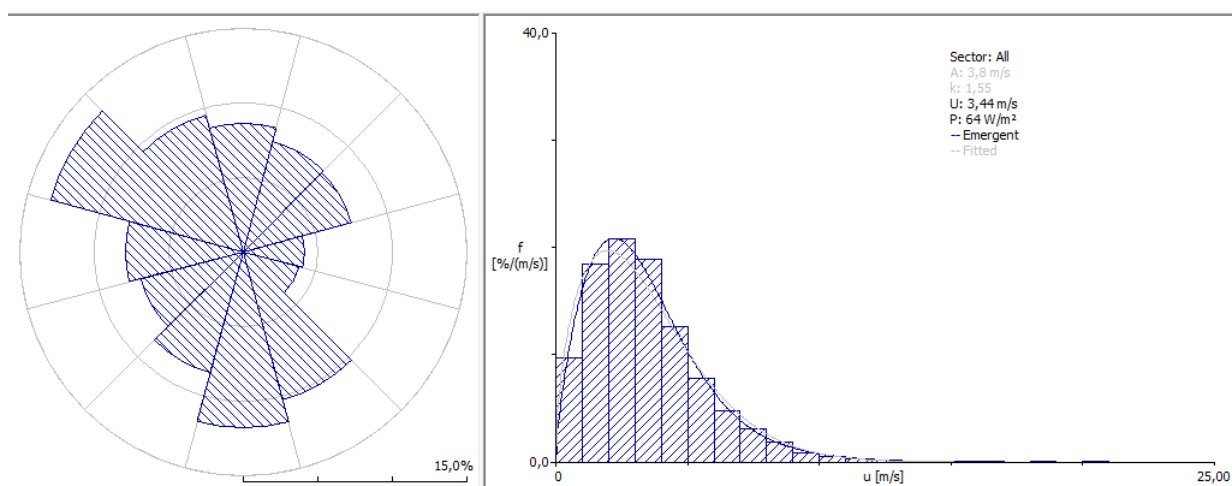 15,0%
40,0
f
[%/(m/s)]
0,0
0
u [m/s]
25,00
Sector: All
A: 3,8 m/s
k: 1,55
U: 3,44 m/s
P: 64 W/m²
-- Emergent
-- Fitted